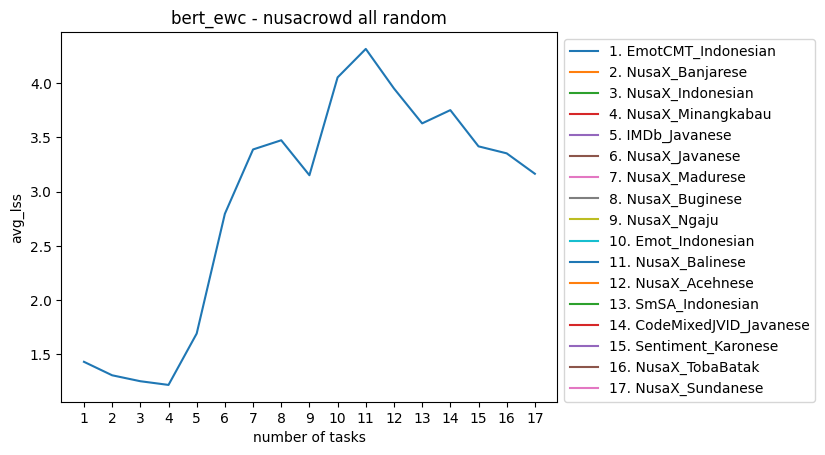 bert_ewc - nusacrowd all random
avg_lss
4.0
3.5
3.0
2.5
2.0
1.5
1 2 3 4 5 6 7 8 9 10 11 12 13 14 15 16 17
number of tasks
1. EmotCMT_Indonesian
2. NusaX_Banjarese
3. NusaX_Indonesian
4. NusaX_Minangkabau
5. IMDb_Javanese
6. NusaX_Javanese
7. NusaX_Madurese
8. NusaX_Buginese
9. NusaX_Ngaju
10. Emot_Indonesian
11. NusaX_Balinese
12. NusaX_Acehnese
13. SmSA_Indonesian
14. CodeMixedJVID_Javanese
15. Sentiment_Karonese
16. NusaX_TobaBatak
17. NusaX_Sundanese